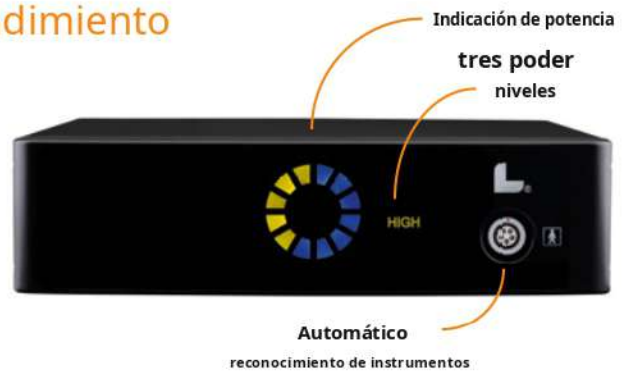 dimiento
Indicación de potencia
tres poder
niveles
HIGH
L
Automático
reconocimiento de instrumentos